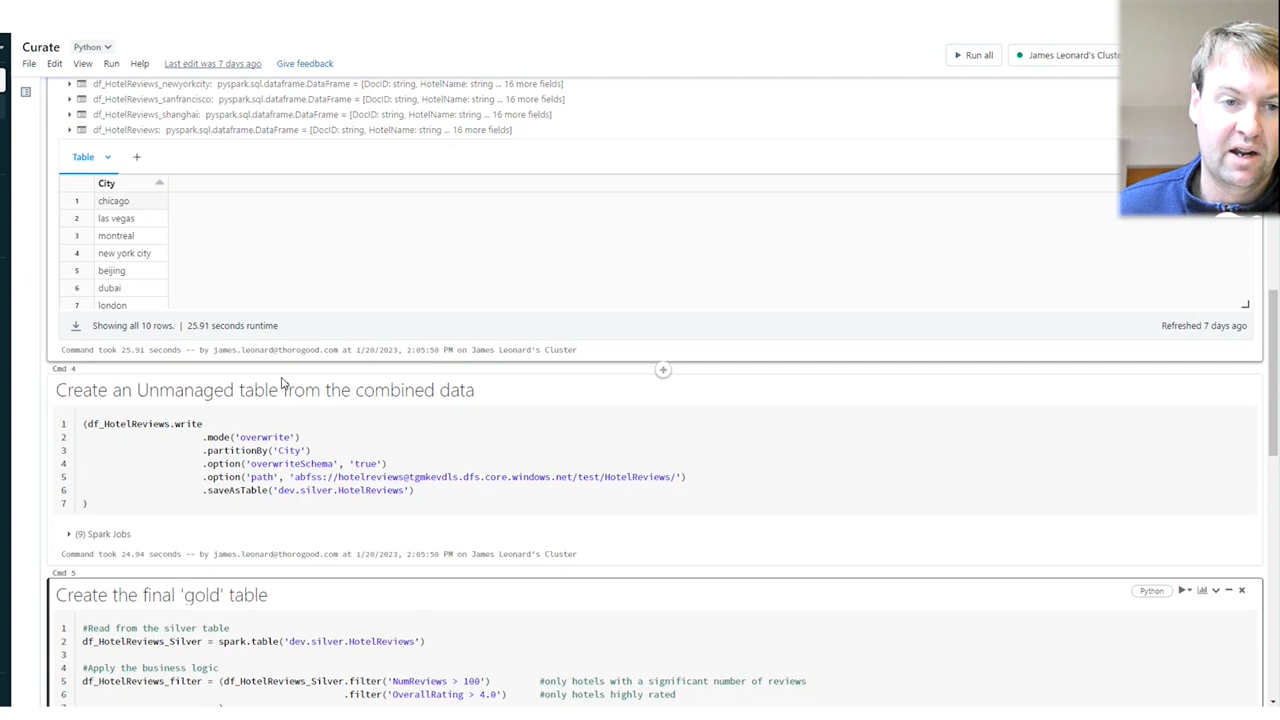 Curate Python
File Edit View Run Help Last edit was 7 days ago Give feedback
Run all James Leonard's Cluste
df_HotelReviews_newyorkcity: pyspark.sql.dataframe.DataFrame = [DocID: string, HotelName: string ... 16 more fields]
df_HotelReviews_sanfrancisco: pyspark.sql.dataframe.DataFrame = [DocID: string, HotelName: string ... 16 more fields]
df_HotelReviews_shanghai: pyspark.sql.dataframe.DataFrame = [DocID: string, HotelName: string ... 16 more fields]
df_HotelReviews: pyspark.sql.dataframe.DataFrame = [DocID: string, HotelName: string ... 16 more fields]
Table +
City
1 chicago
2 las vegas
3 montreal
4 new york city
5 beijing
6 dubai
7 london
Showing all 10 rows. | 25.91 seconds runtime
Refreshed 7 days ago
Command took 25.91 seconds -- by james.leonard@thorogood.com at 1/20/2023, 2:05:50 PM on James Leonard's Cluster
Cmd 4
Create an Unmanaged table from the combined data
1 (df_HotelReviews.write
2 .mode('overwrite')
3 .partitionBy('City')
4 .option('overwriteSchema', 'true')
5 .option('path', 'abfss://hotelreviews@tgmkevdls.dfs.core.windows.net/test/HotelReviews/')
6 .saveAsTable('dev.silver.HotelReviews')
7 )
(9) Spark Jobs
Command took 24.94 seconds -- by james.leonard@thorogood.com at 1/20/2023, 2:05:50 PM on James Leonard's Cluster
Cmd 5
Create the final 'gold' table
Python
1 #Read from the silver table
2 df_HotelReviews_Silver = spark.table('dev.silver.HotelReviews')
3
4 #Apply the business logic
5 df_HotelReviews_filter = (df_HotelReviews_Silver.filter('NumReviews > 100') #only hotels with a significant number of reviews
6 .filter('OverallRating > 4.0') #only hotels highly rated